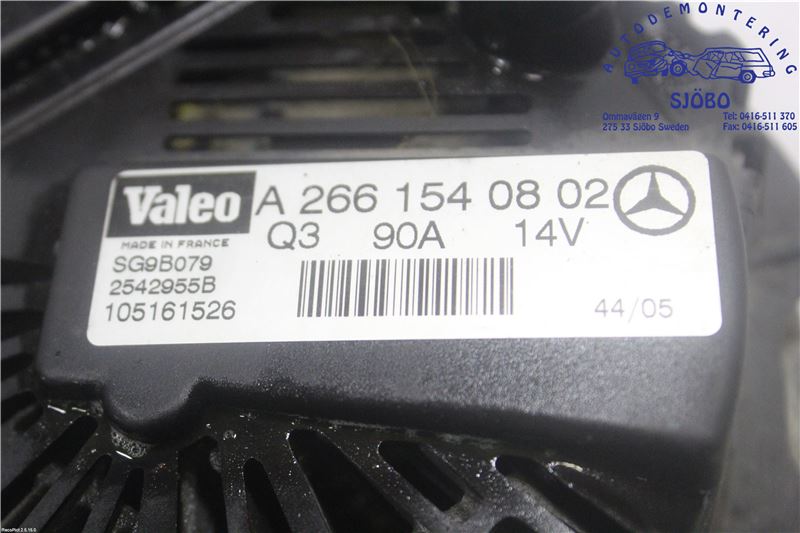 AUTODEMONTERING
SJÖBO
Ommavägen 9
275 33 Sjöbo Sweden
Tel: 0416-511 370
Fax: 0416-511 605
Valeo
MADE IN FRANCE
A 266 154 08 02
Q3 90A 14V
SG9B079
2542955B
105161526
44/05